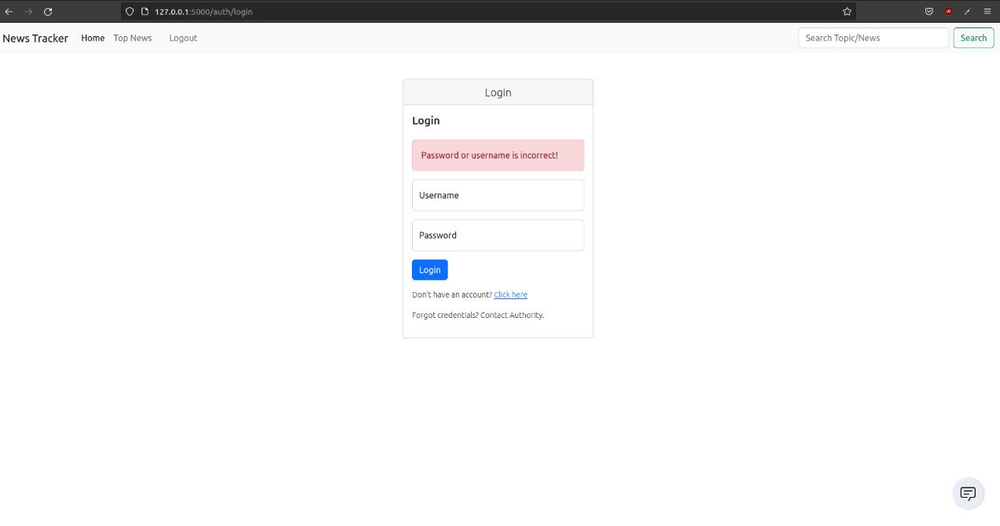 127.0.0.1:5000/auth/login
News Tracker Home Top News Logout Search Topic/News Search
Login
Login
Password or username is incorrect!
Username
Password
Login
Don't have an account? Click here
Forgot credentials? Contact Authority.